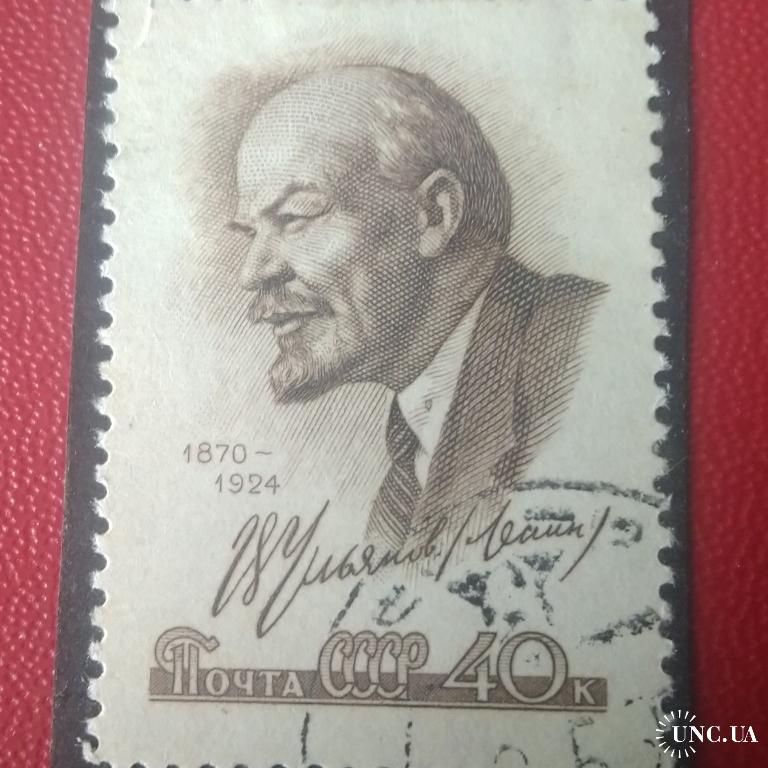 1870–
1924
В Ульянов (Ленин)
ПОЧТА СССР 40 К
UNC.UA